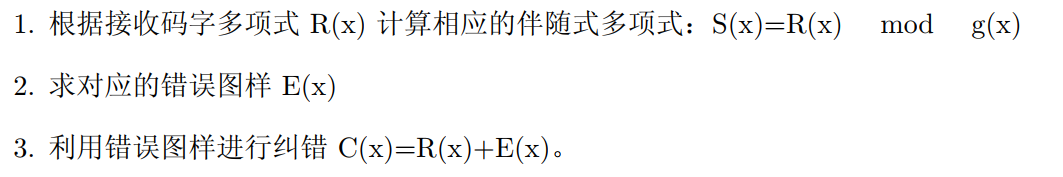 1. 根据接收码字多项式 R(x) 计算相应的伴随式多项式：S(x)=R(x) mod g(x)
2. 求对应的错误图样 E(x)
3. 利用错误图样进行纠错 C(x)=R(x)+E(x)。